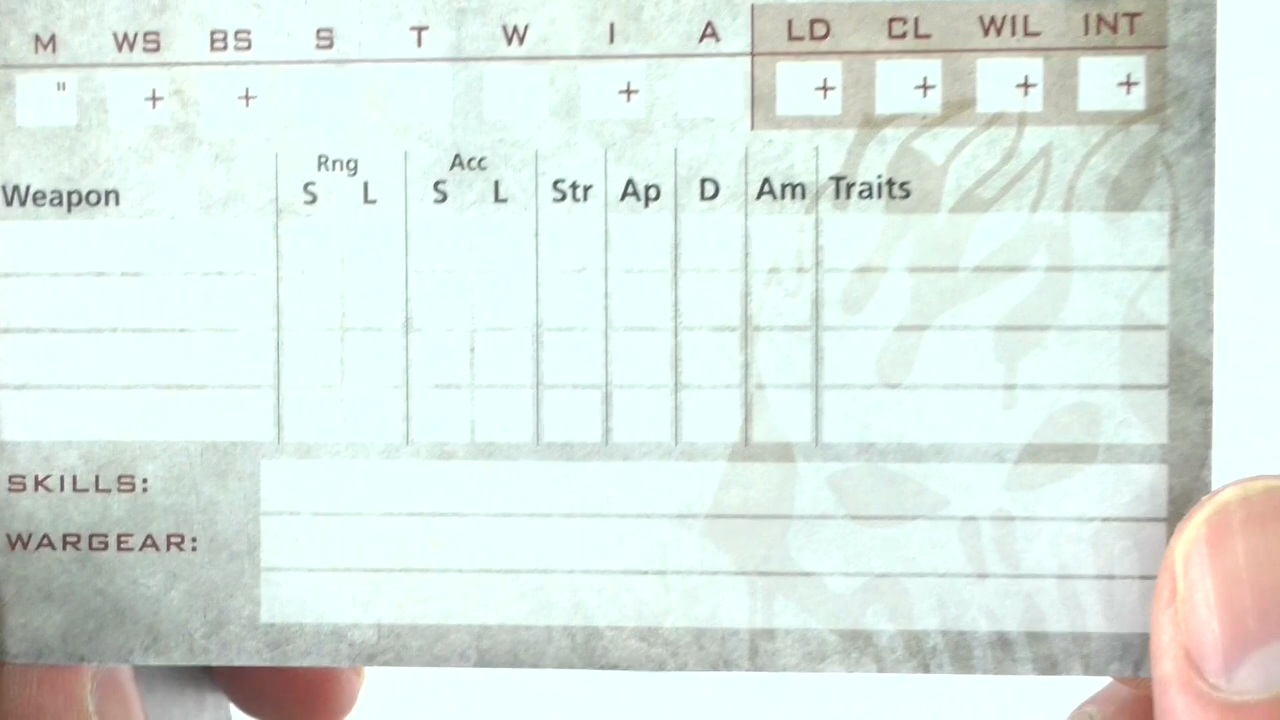 M WS BS S T W I A LD CL WIL INT
" + + + + + + +
Rng Acc
Weapon S L S L Str Ap D Am Traits
SKILLS:
WARGEAR: